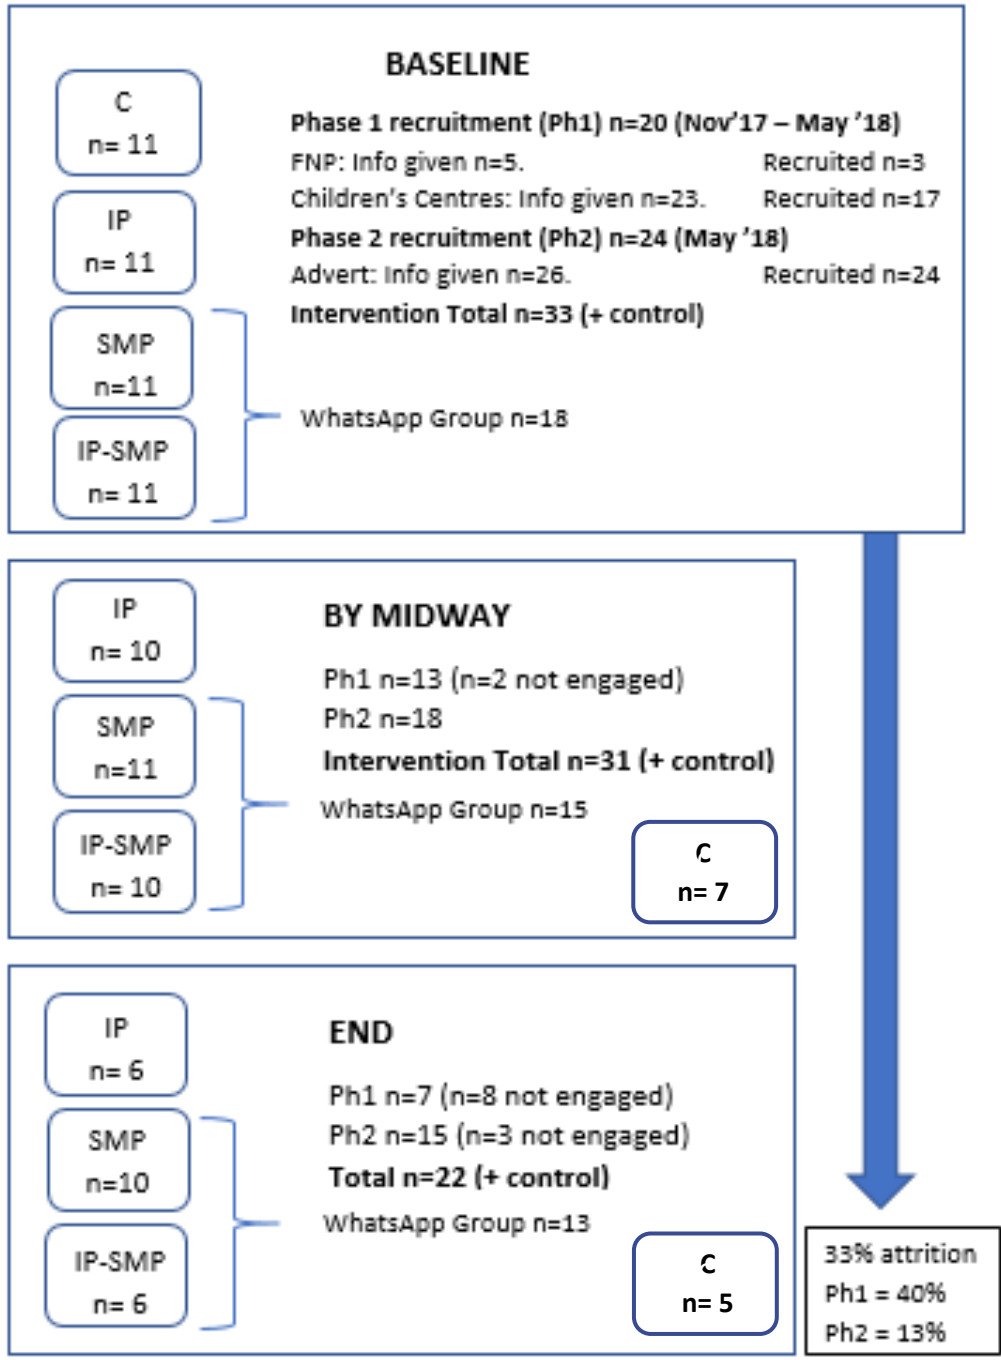 BASELINE
C
n= 11
IP
n= 11
SMP
n=11
IP-SMP
n= 11
Phase 1 recruitment (Ph1) n=20 (Nov'17 – May '18)
FNP: Info given n=5. Recruited n=3
Children's Centres: Info given n=23. Recruited n=17
Phase 2 recruitment (Ph2) n=24 (May '18)
Advert: Info given n=26. Recruited n=24
Intervention Total n=33 (+ control)
WhatsApp Group n=18
BY MIDWAY
IP
n= 10
SMP
n=11
IP-SMP
n= 10
Ph1 n=13 (n=2 not engaged)
Ph2 n=18
Intervention Total n=31 (+ control)
WhatsApp Group n=15
C
n= 7
END
IP
n= 6
SMP
n=10
IP-SMP
n= 6
Ph1 n=7 (n=8 not engaged)
Ph2 n=15 (n=3 not engaged)
Total n=22 (+ control)
WhatsApp Group n=13
C
n= 5
33% attrition
Ph1 = 40%
Ph2 = 13%